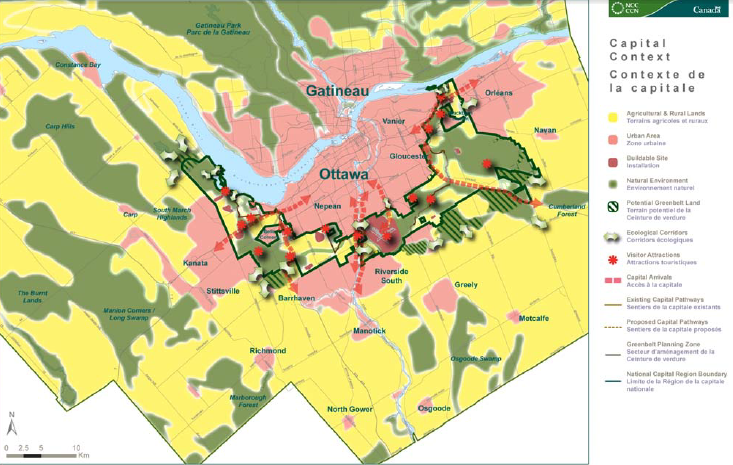 Gatineau Park
Parc de la Gatineau
Constance Bay
Gatineau
Orléans
Carp Hills
Vanier
Navan
Gloucester
Ottawa
Nepean
Cumberland
Forest
South March
Highlands
Carp
Kanata
Riverside
South
Stittsville
Barrhaven
Greely
The Burnt
Lands
Manion Corners /
Long Swamp
Metcalfe
Manotick
Richmond
Osgoode Swamp
Marlborough
Forest
North Gower
Osgoode
N
0 2.5 5 10
Km
NCC
CCN
Canada
Capital
Context
Contexte de
la capitale
Agricultural & Rural Lands
Terrains agricoles et ruraux
Urban Area
Zone urbaine
Buildable Site
Installation
Natural Environment
Environnement naturel
Potential Greenbelt Land
Terrain potentiel de la
Ceinture de verdure
Ecological Corridors
Corridors écologiques
Visitor Attractions
Attractions touristiques
Capital Arrivals
Accès à la capitale
Existing Capital Pathways
Sentiers de la capitale existants
Proposed Capital Pathways
Sentiers de la capitale proposés
Greenbelt Planning Zone
Secteur d'aménagement de la
Ceinture de verdure
National Capital Region Boundary
Limite de la Région de la capitale
nationale